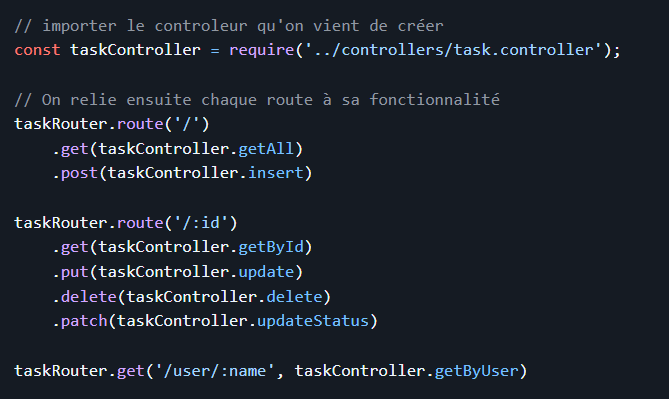 // importer le controleur qu'on vient de créer
const taskController = require('../controllers/task.controller');
// On relie ensuite chaque route à sa fonctionnalité
taskRouter.route('/')
.get(taskController.getAll)
.post(taskController.insert)
taskRouter.route('/:id')
.get(taskController.getById)
.put(taskController.update)
.delete(taskController.delete)
.patch(taskController.updateStatus)
taskRouter.get('/user/:name', taskController.getByUser)